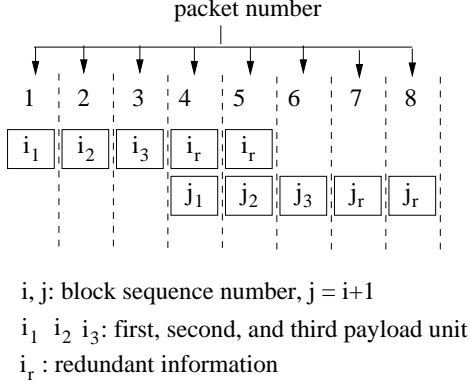 packet number
1 2 3 4 5 6 7 8
i1 i2 i3 ir ir
j1 j2 j3 jr jr
i, j: block sequence number, j = i+1
i1 i2 i3: first, second, and third payload unit
ir : redundant information